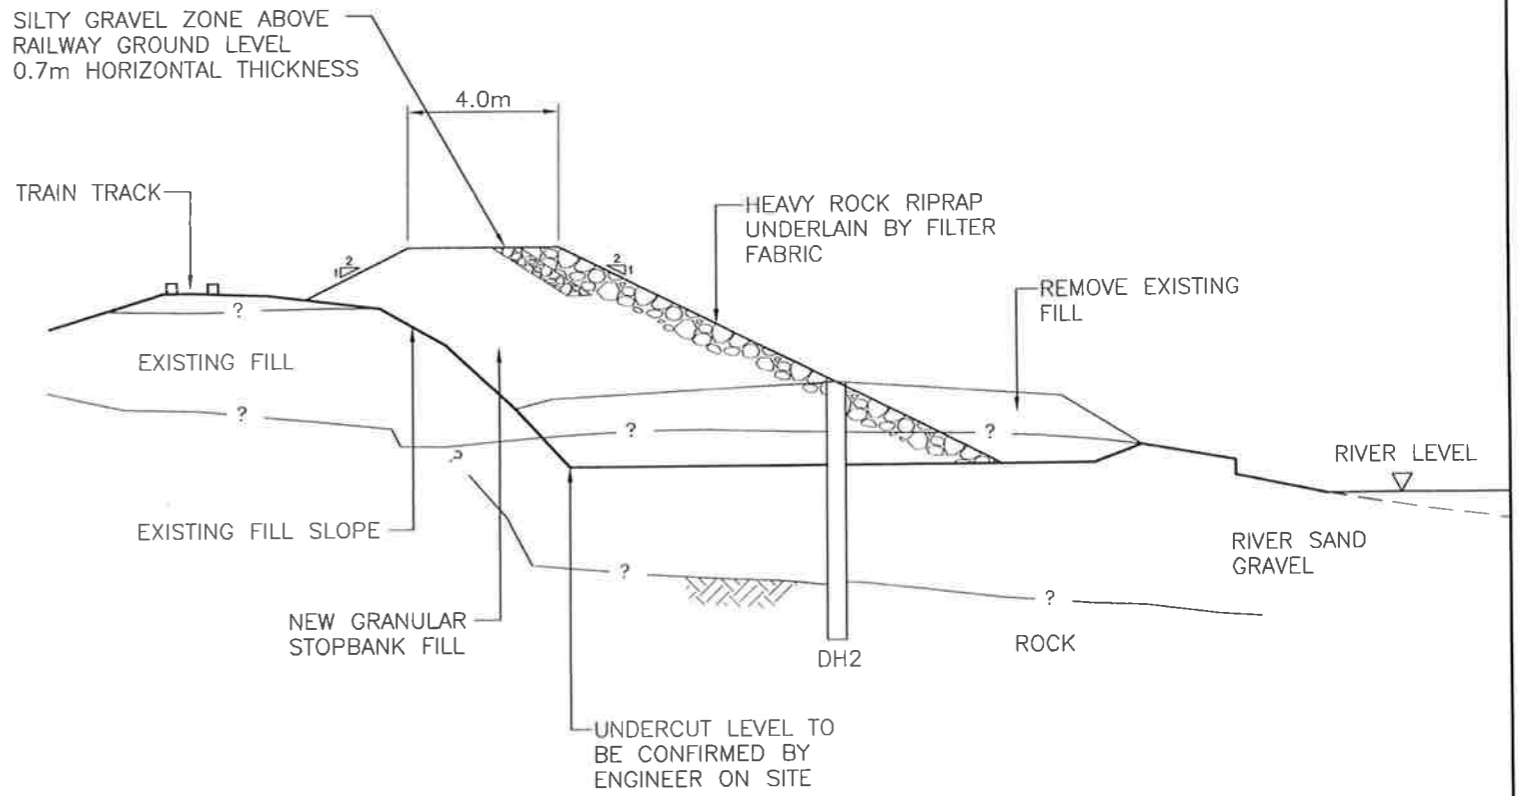 SILTY GRAVEL ZONE ABOVE
RAILWAY GROUND LEVEL
0.7m HORIZONTAL THICKNESS
4.0m
TRAIN TRACK
HEAVY ROCK RIPRAP
UNDERLAIN BY FILTER
FABRIC
2
1
2
1
REMOVE EXISTING
FILL
?
EXISTING FILL
?
?
?
?
RIVER LEVEL
EXISTING FILL SLOPE
RIVER SAND
GRAVEL
?
?
NEW GRANULAR
STOPBANK FILL
ROCK
DH2
UNDERCUT LEVEL TO
BE CONFIRMED BY
ENGINEER ON SITE